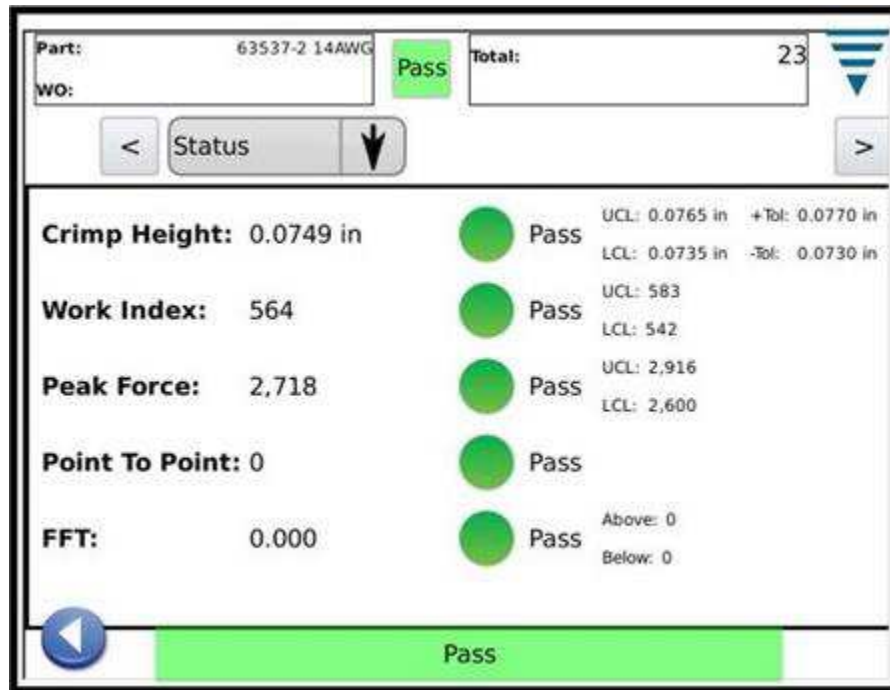 Part: 63537-2 14AWG
WO:
Pass
Total: 23
<
Status
>
Crimp Height: 0.0749 in Pass UCL: 0.0765 in +Tol: 0.0770 in
LCL: 0.0735 in -Tol: 0.0730 in
Work Index: 564 Pass UCL: 583
LCL: 542
Peak Force: 2,718 Pass UCL: 2,916
LCL: 2,600
Point To Point: 0 Pass
FFT: 0.000 Pass Above: 0
Below: 0
Pass